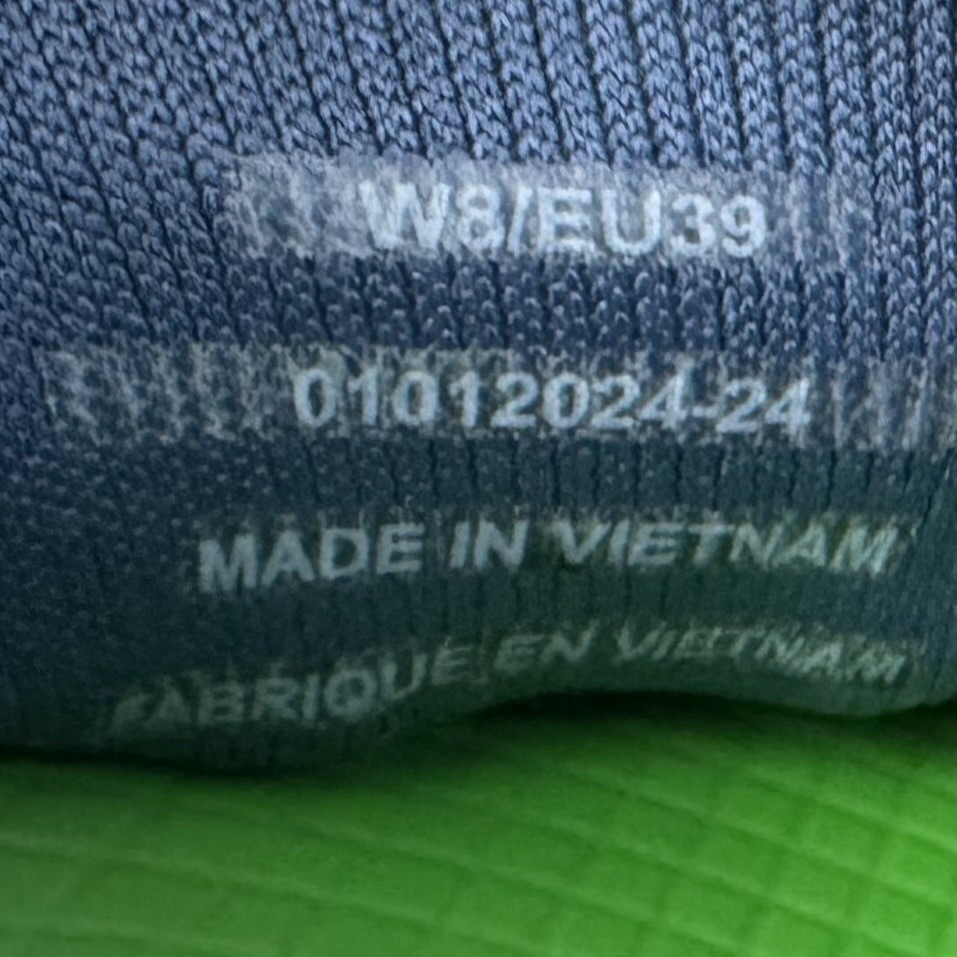 W8/EU39
01012024-24
MADE IN VIETNAM
FABRIQUE EN VIETNAM